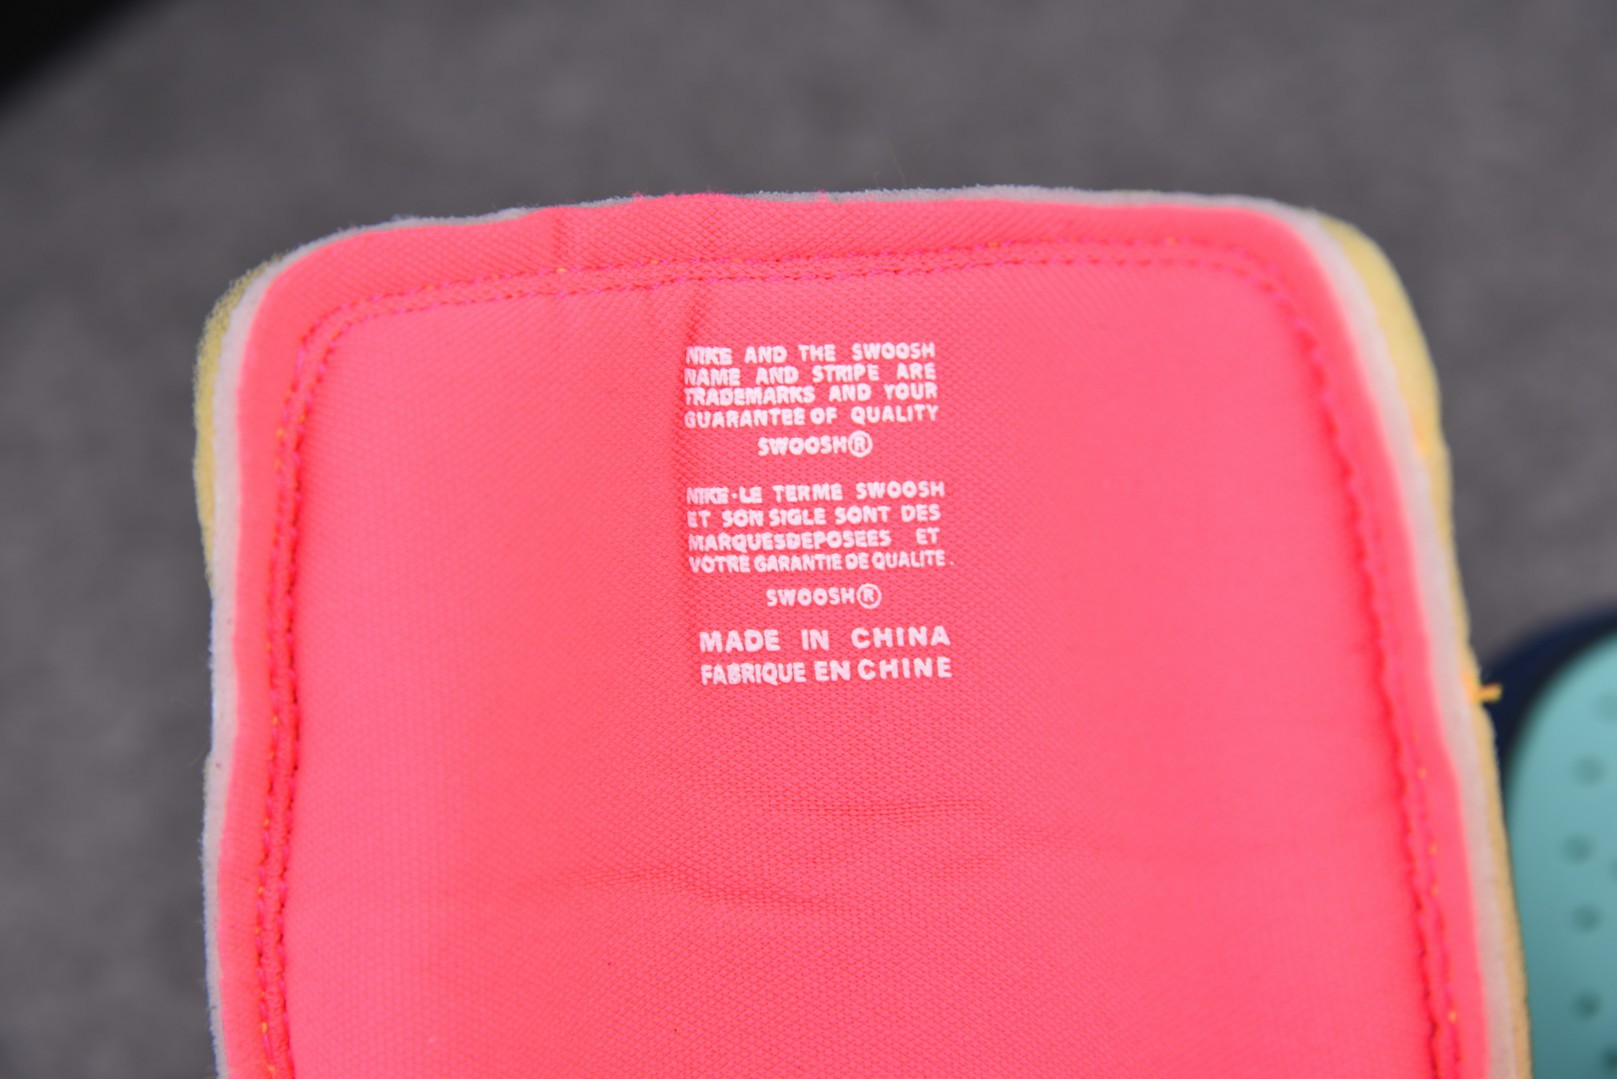 NIKE AND THE SWOOSH
NAME AND STRIPE ARE
TRADEMARKS AND YOUR
GUARANTEE OF QUALITY
SWOOSH®
NIKE·LE TERME SWOOSH
ET SON SIGLE SONT DES
MARQUESDEPOSEES ET
VOTRE GARANTIE DE QUALITE.
SWOOSH®
MADE IN CHINA
FABRIQUE EN CHINE